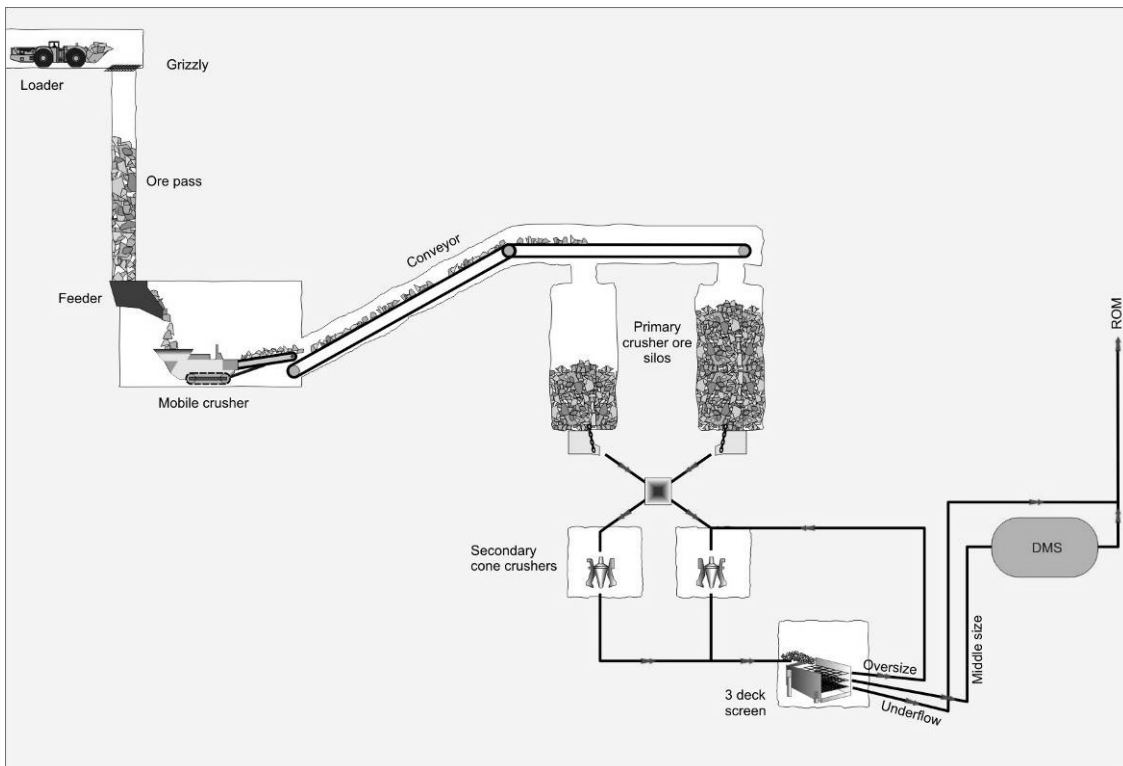 Loader
Grizzly
Ore pass
Feeder
Mobile crusher
Conveyor
Primary
crusher ore
silos
ROM
Secondary
cone crushers
DMS
3 deck
screen
Oversize
Underflow
Middle size